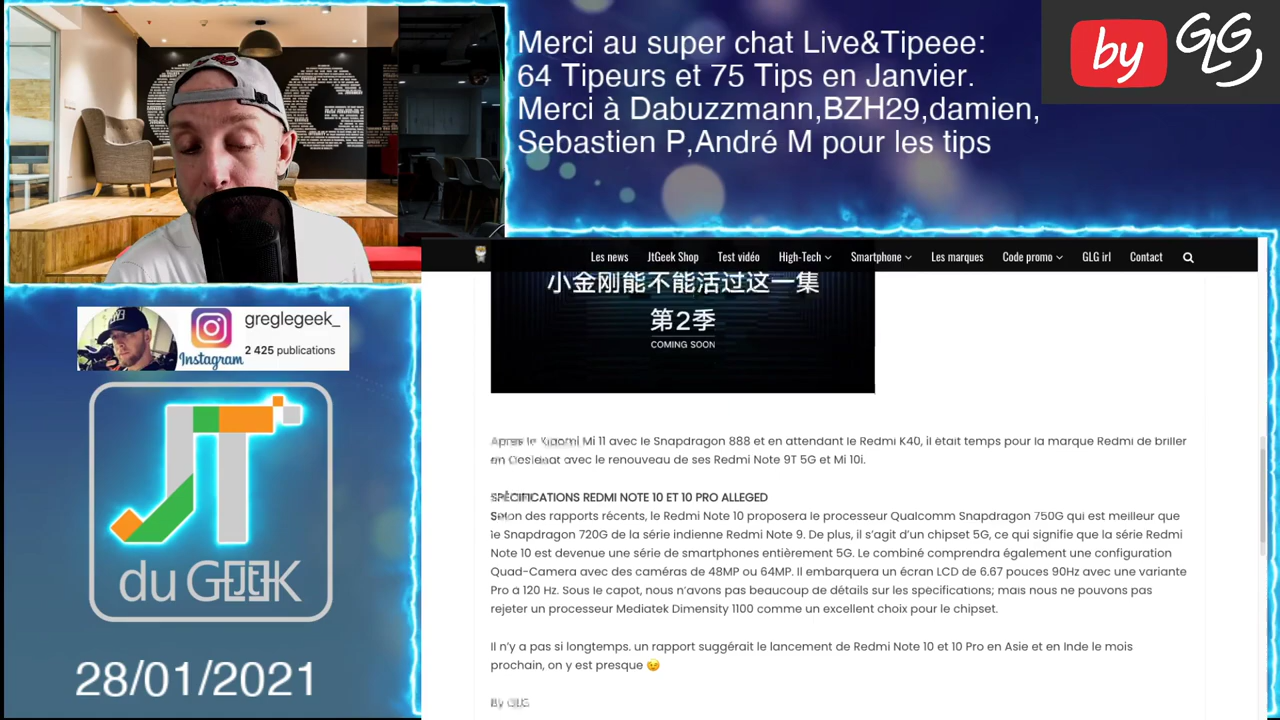 Merci au super chat Live&Tipeee:
64 Tipeurs et 75 Tips en Janvier.
Merci à Dabuzzmann,BZH29,damien,
Sebastien P,Andre M pour les tips
by GLG
Les news JtGeek Shop Test vidéo High-Tech Smartphone Les marques Code promo GLG irl Contact
小金刚能不能活过这一集
第2季
COMING SOON
greglegeek_
2 425 publications
Instagram
JT
du GEEK
28/01/2021
Après le Xiaomi Mi 11 avec le Snapdragon 888 et en attendant le Redmi K40, il était temps pour la marque Redmi de briller
avec le renouveau de ses Redmi Note 9T 5G et Mi 10i.
SPÉCIFICATIONS REDMI NOTE 10 ET 10 PRO ALLEGED
Selon des rapports récents, le Redmi Note 10 proposera le processeur Qualcomm Snapdragon 750G qui est meilleur que
le Snapdragon 720G de la série indienne Redmi Note 9. De plus, il s’agit d’un chipset 5G, ce qui signifie que la série Redmi
Note 10 est devenue une série de smartphones entièrement 5G. Le combiné comprendra également une configuration
Quad-Camera avec des caméras de 48MP ou 64MP. Il embarquera un écran LCD de 6.67 pouces 90Hz avec une variante
Pro à 120 Hz. Sous le capot, nous n’avons pas beaucoup de détails sur les spécifications; mais nous ne pouvons pas
rejeter un processeur Mediatek Dimensity 1100 comme un excellent choix pour le chipset.
Il n’y a pas si longtemps. un rapport suggérait le lancement de Redmi Note 10 et 10 Pro en Asie et en Inde le mois
prochain, on y est presque 😉
By GLG